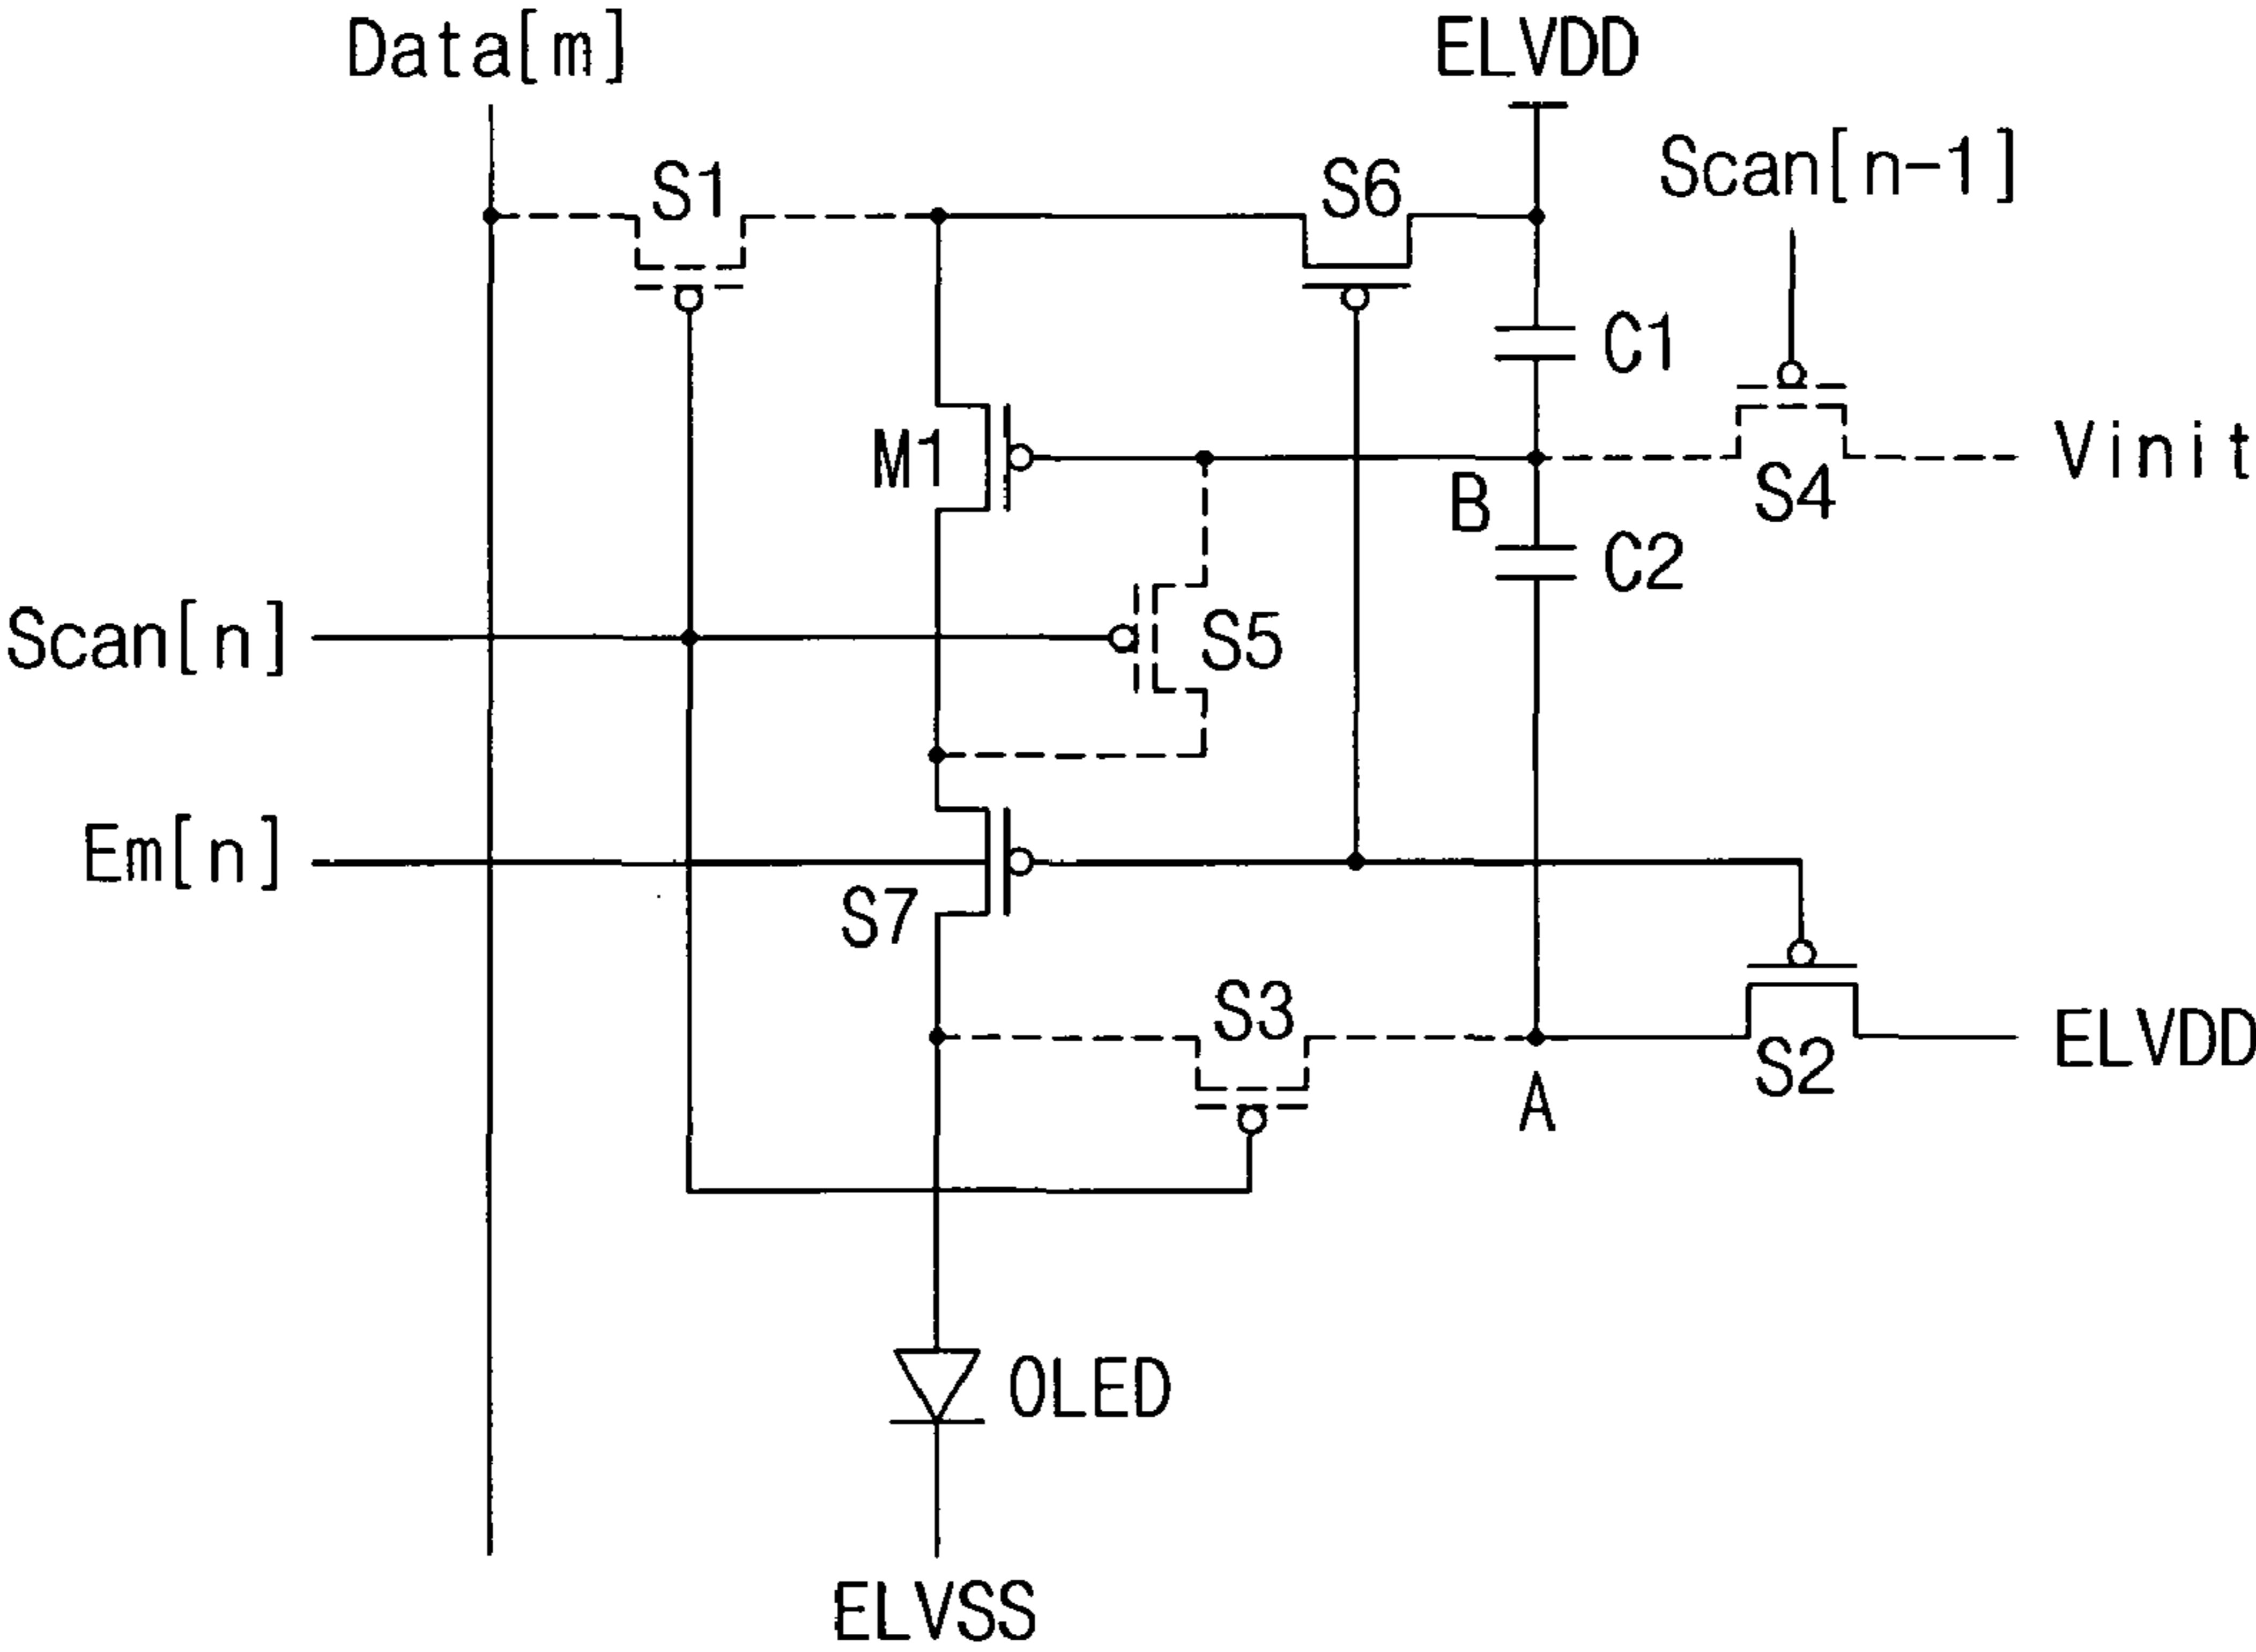 Data[m]
ELVDD
Scan[n-1]
S1
S6
C1
M1
Vinit
B
S4
C2
Scan[n]
S5
Em[n]
S7
S3
ELVDD
S2
A
OLED
ELVSS